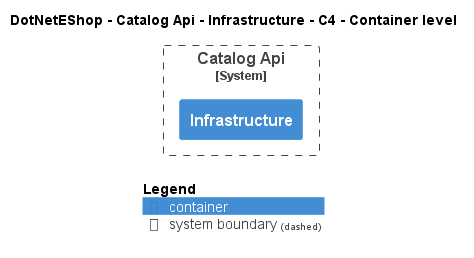 DotNetEShop - Catalog Api - Infrastructure - C4 - Container level
Catalog Api
[System]
Infrastructure
Legend
container
system boundary (dashed)